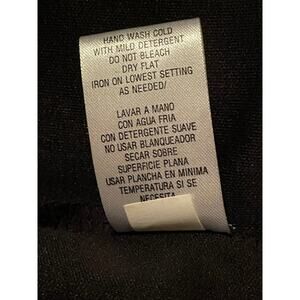 HAND WASH COLD
WITH MILD DETERGENT
DO NOT BLEACH
DRY FLAT
IRON ON LOWEST SETTING
AS NEEDED/
LAVAR A MANO
CON AGUA FRIA
CON DETERGENTE SUAVE
NO USAR BLANQUEADOR
SECAR SOBRE
SUPERFICIE PLANA
USAR PLANCHA EN MINIMA
TEMPERATURA SI SE
NECESITA